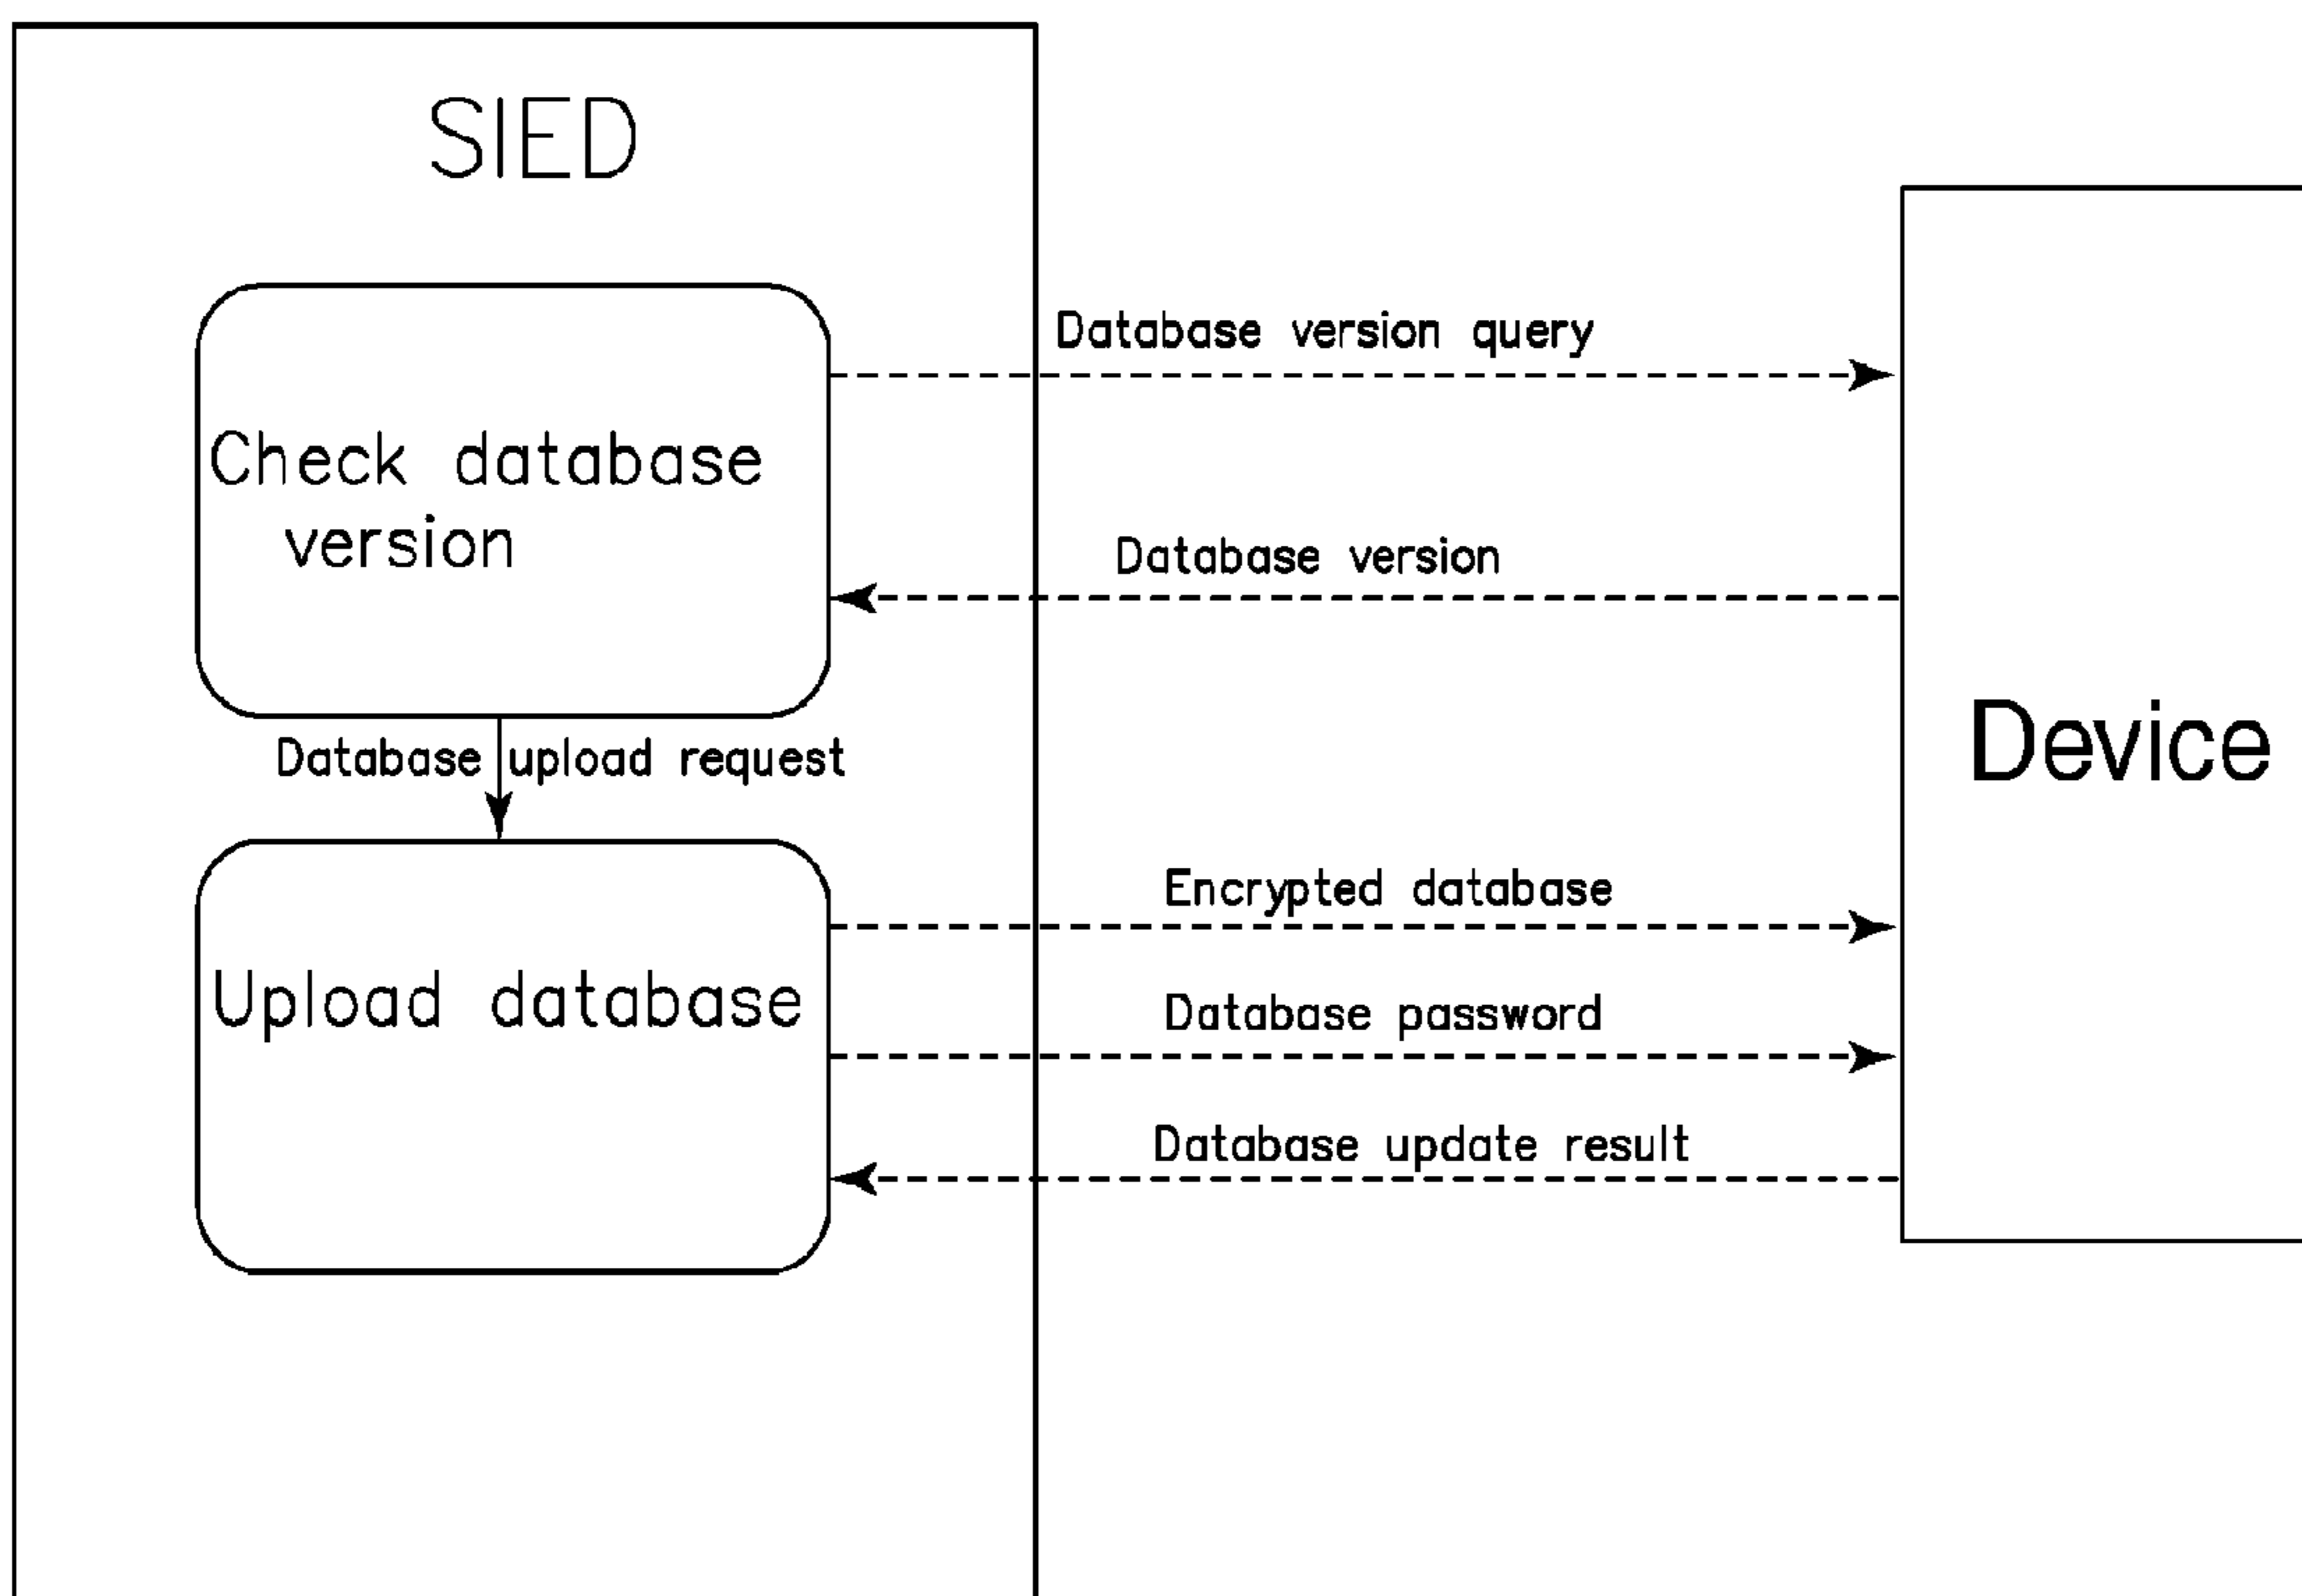 SIED
Database version query
Check database
version
Database version
Device
Database upload request
Encrypted database
Upload database
Database password
Database update result